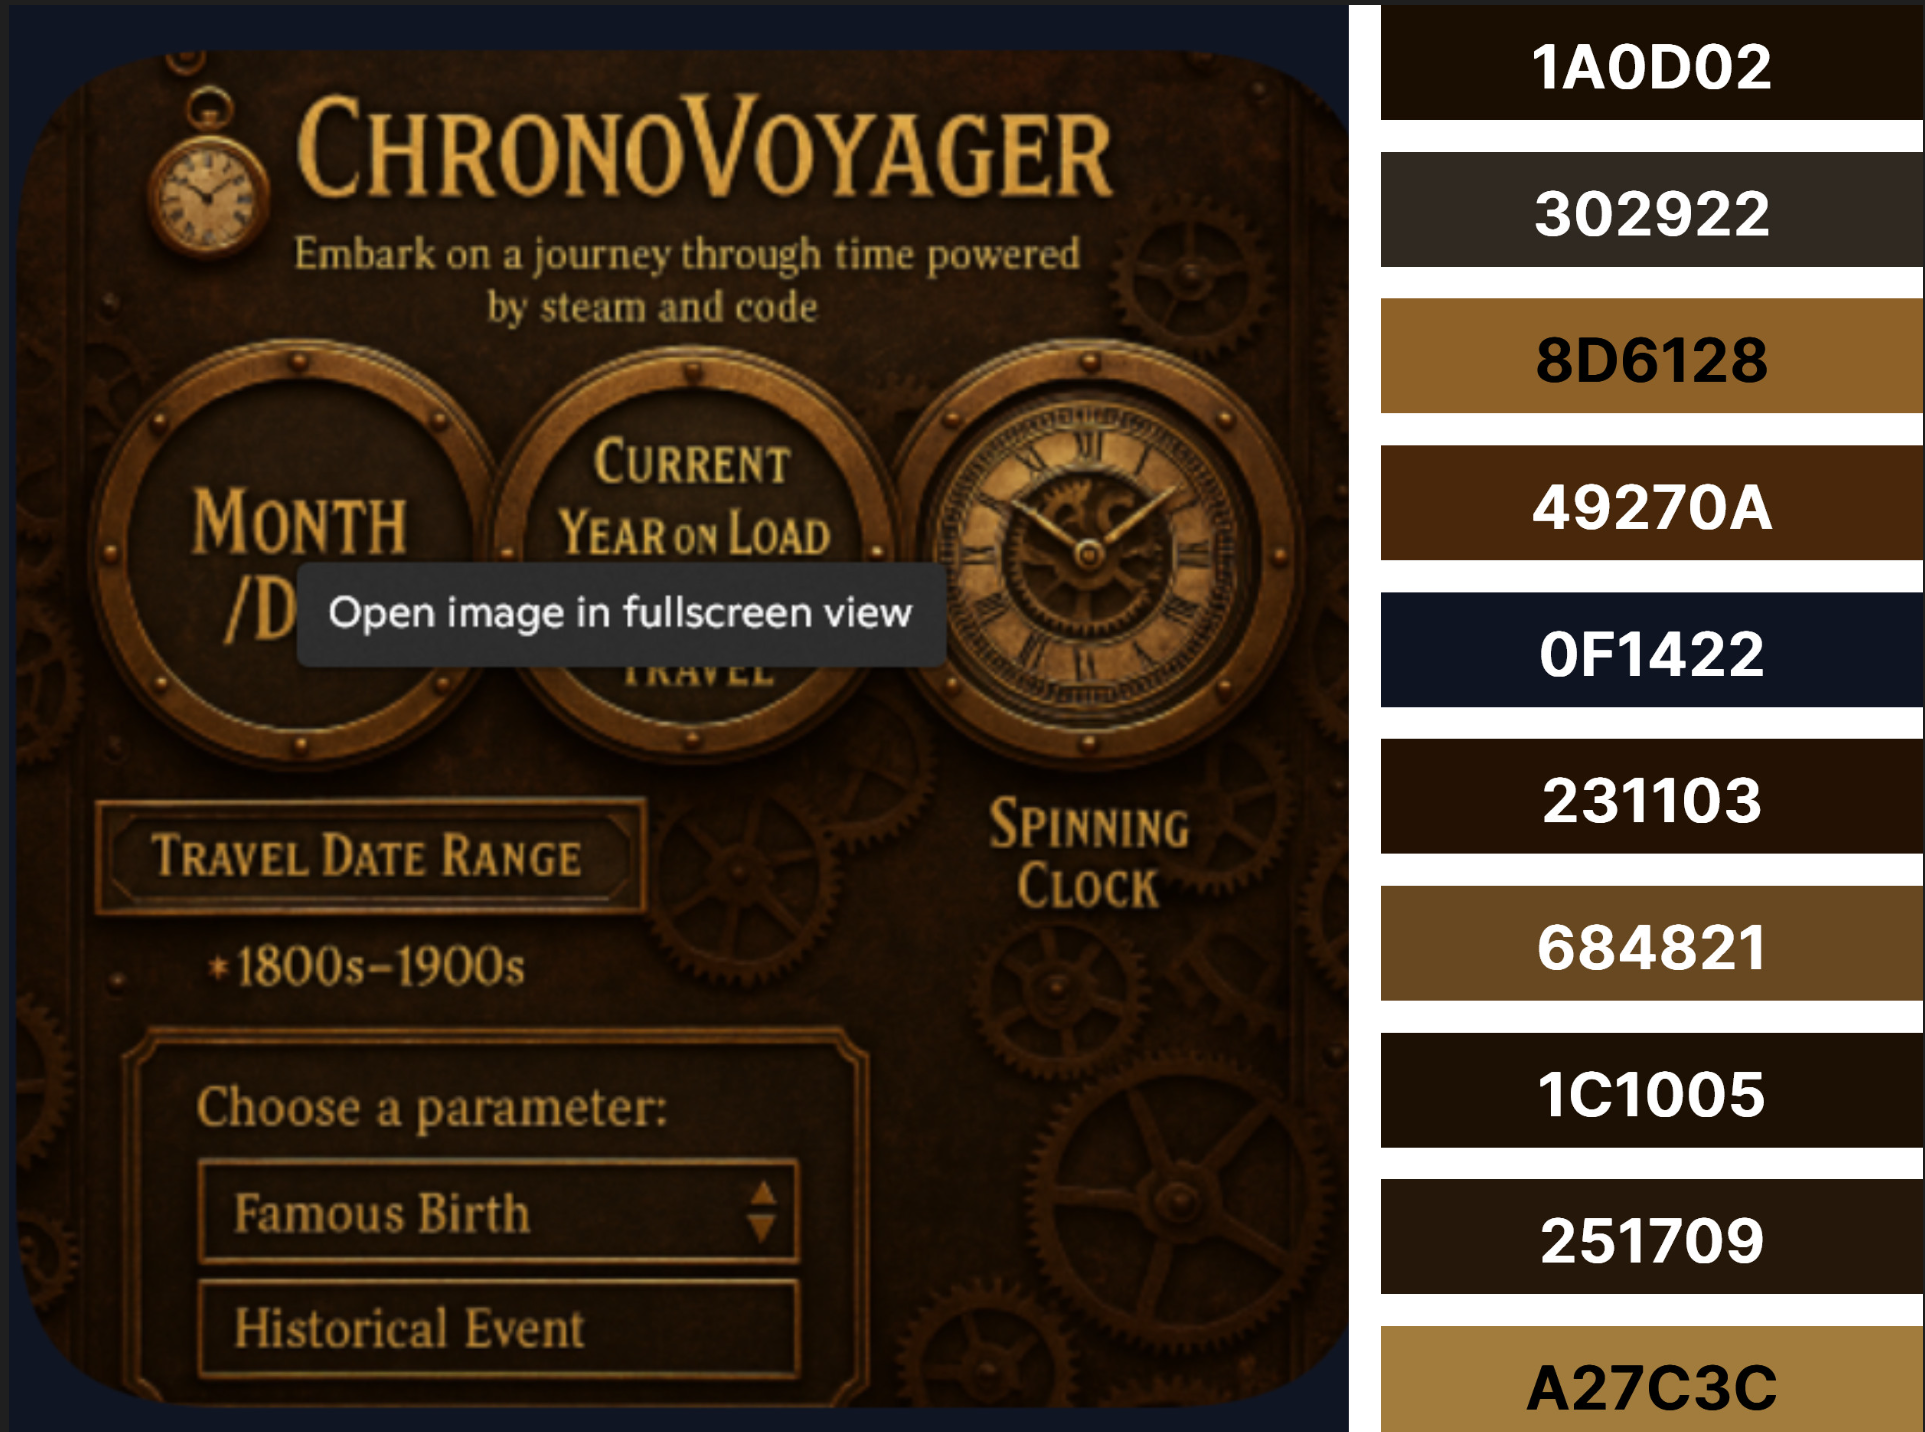 CHRONOVOYAGER
Embark on a journey through time powered
by steam and code
MONTH
CURRENT
YEAR ON LOAD
Open image in fullscreen view
TRAVEL
TRAVEL DATE RANGE
*1800s–1900s
SPINNING
CLOCK
Choose a parameter:
Famous Birth
Historical Event
1A0D02
302922
8D6128
49270A
0F1422
231103
684821
1C1005
251709
A27C3C